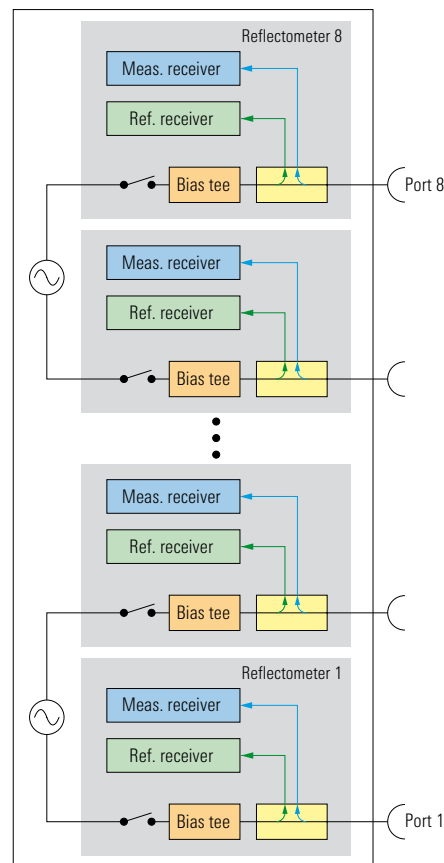 Reflectometer 8
Meas. receiver
Ref. receiver
Bias tee
Port 8
Meas. receiver
Ref. receiver
Bias tee
Meas. receiver
Ref. receiver
Bias tee
Reflectometer 1
Meas. receiver
Ref. receiver
Bias tee
Port 1